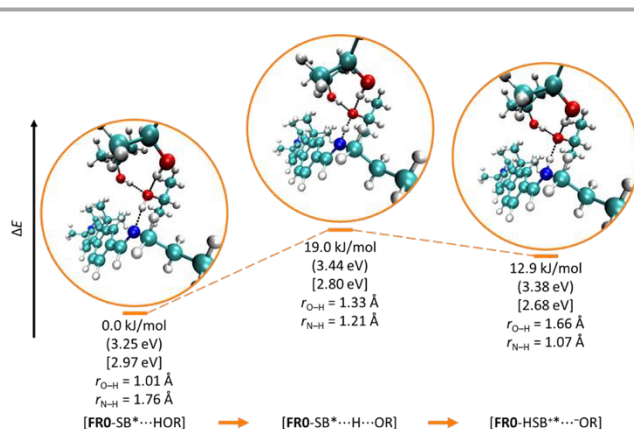 ΔE
0.0 kJ/mol
(3.25 eV)
[2.97 eV]
rO–H = 1.01 Å
rN–H = 1.76 Å
19.0 kJ/mol
(3.44 eV)
[2.80 eV]
rO–H = 1.33 Å
rN–H = 1.21 Å
12.9 kJ/mol
(3.38 eV)
[2.68 eV]
rO–H = 1.66 Å
rN–H = 1.07 Å
[FR0-SB*···HOR]
[FR0-SB*···H···OR]
[FR0-HSB⁺*···⁻OR]